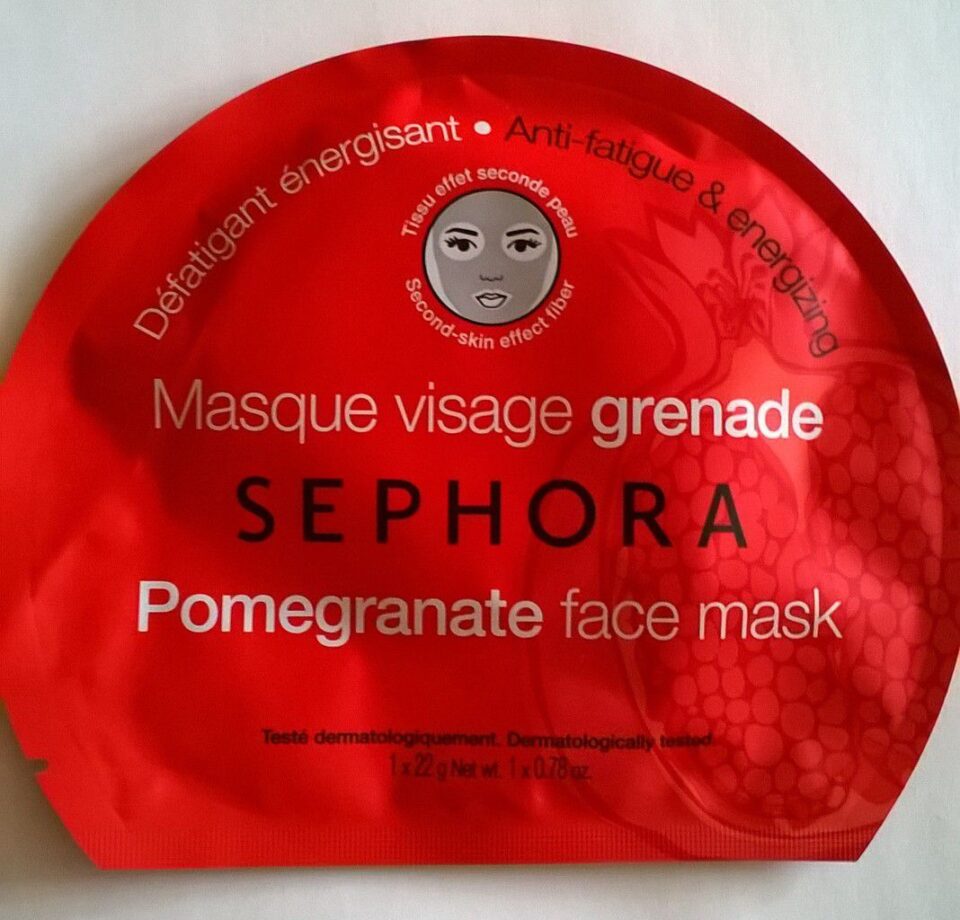 Défatigant énergisant • Anti-fatigue & energizing
Tissu effet seconde peau
Second-skin effect fiber
Masque visage grenade
SEPHORA
Pomegranate face mask
Testé dermatologiquement. Dermatologically tested.
1 x 22 g Net wt. 1 x 0.78 oz.